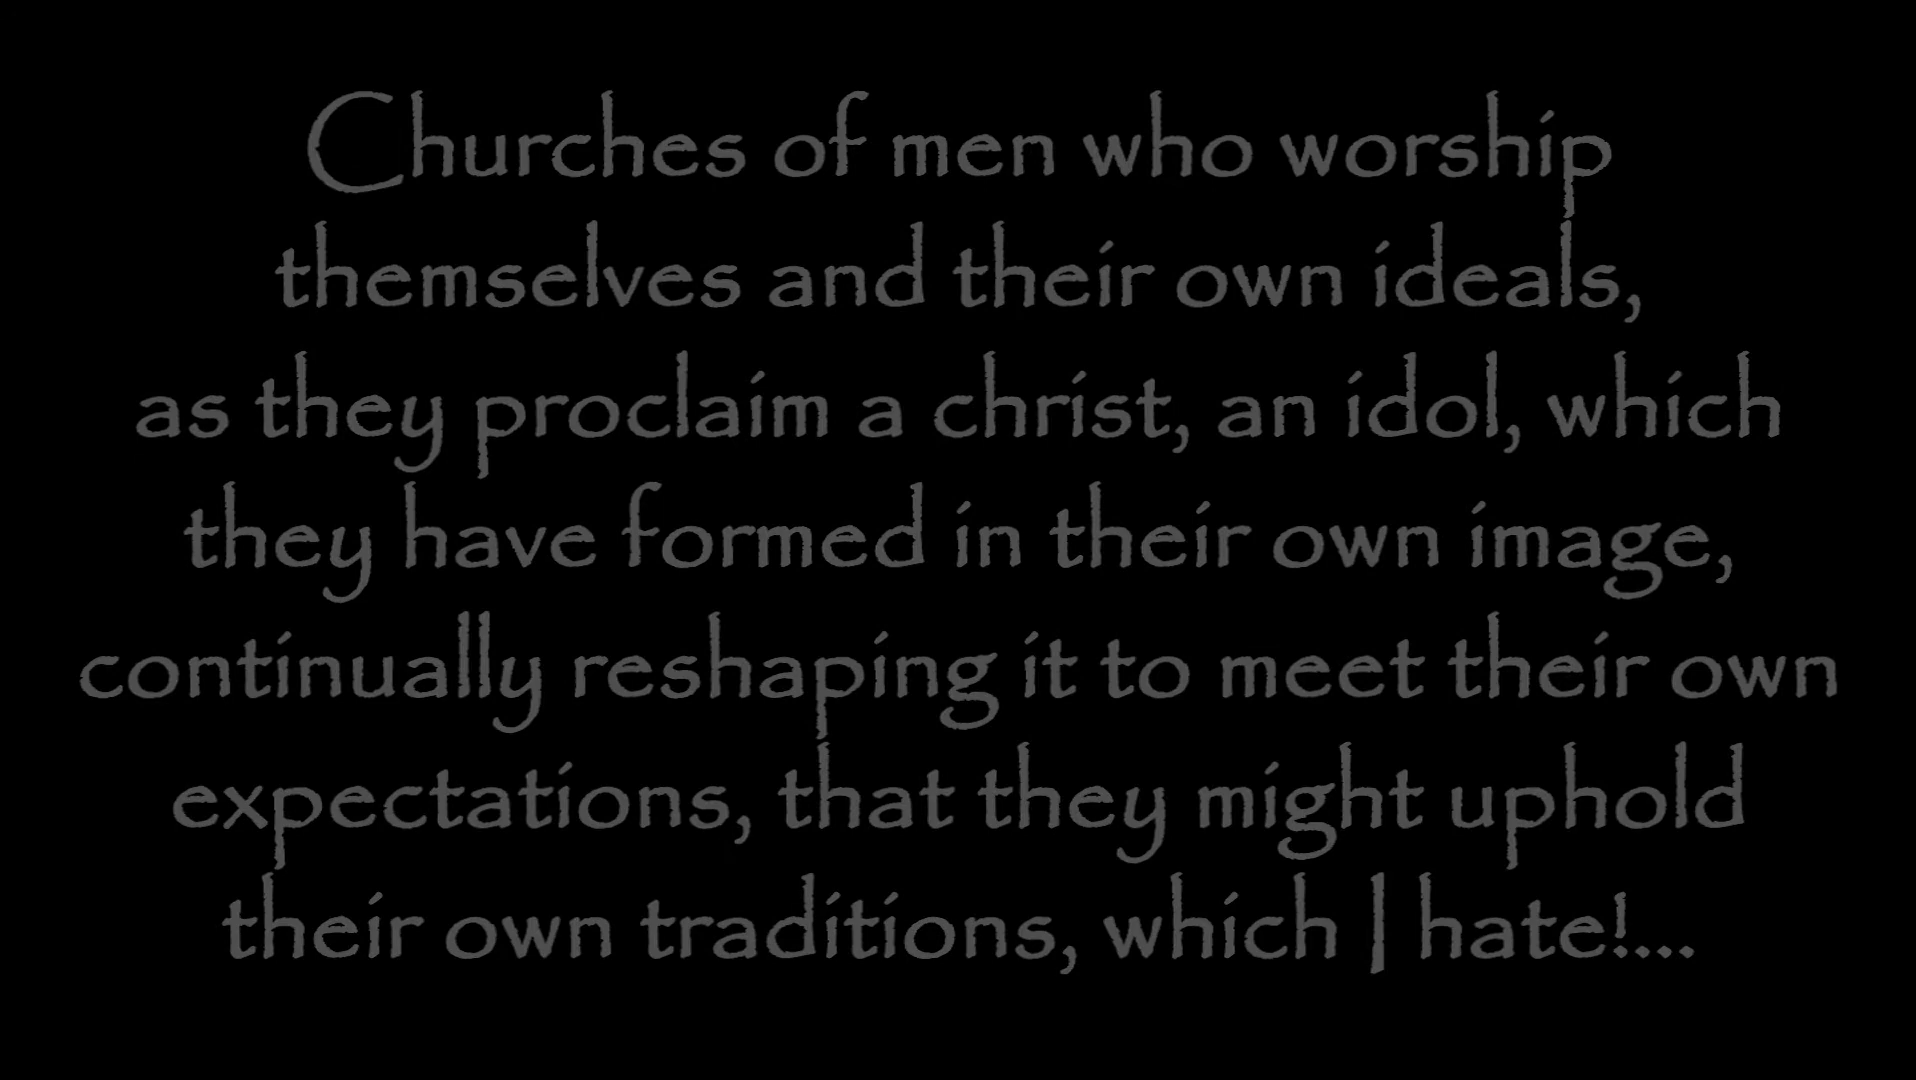 Churches of men who worship
themselves and their own ideals,
as they proclaim a christ, an idol, which
they have formed in their own image,
continually reshaping it to meet their own
expectations, that they might uphold
their own traditions, which I hate!...